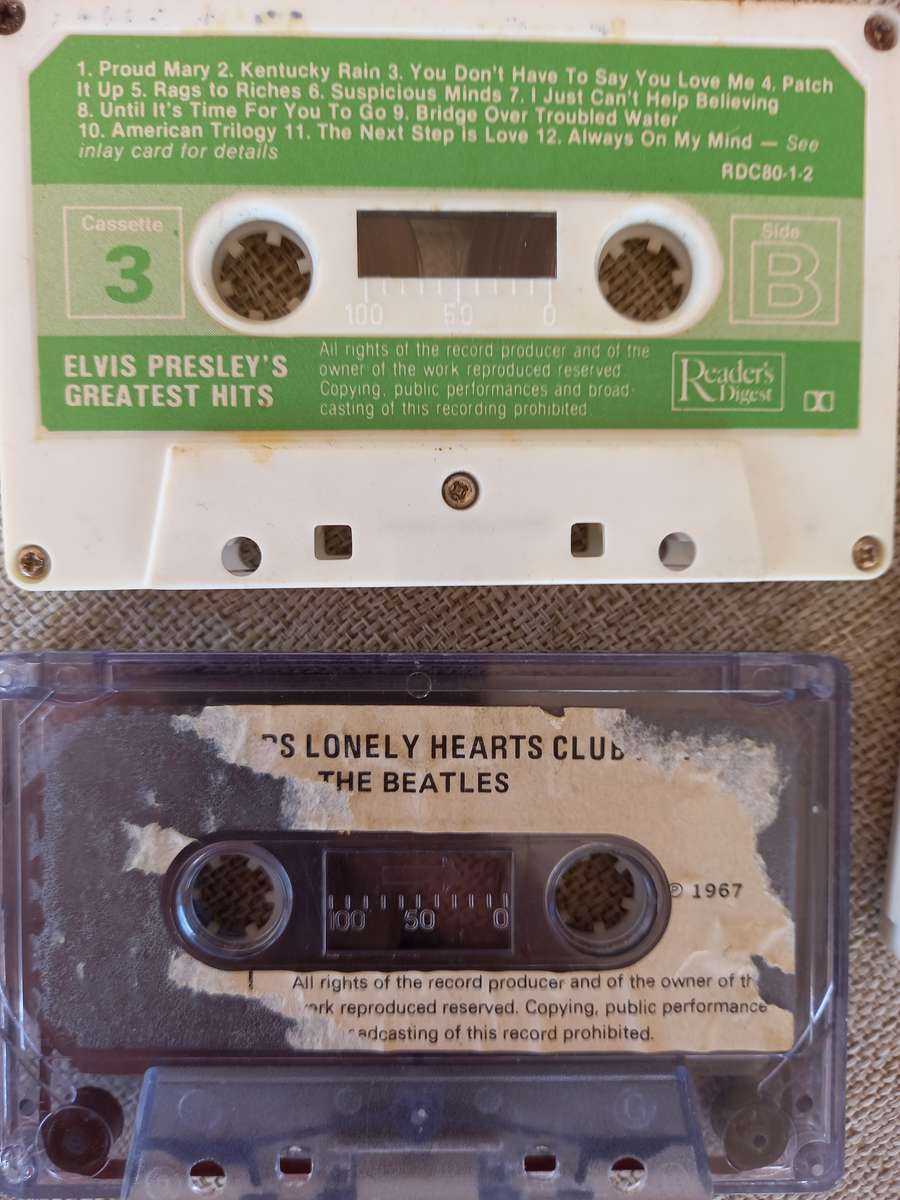 1. Proud Mary 2. Kentucky Rain 3. You Don't Have To Say You Love Me 4. Patch
It Up 5. Rags to Riches 6. Suspicious Minds 7. I Just Can't Help Believing
8. Until It's Time For You To Go 9. Bridge Over Troubled Water
10. American Trilogy 11. The Next Step Is Love 12. Always On My Mind — See
inlay card for details
RDC80-1-2
Cassette
3
Side
B
100 50 0
ELVIS PRESLEY'S
GREATEST HITS
All rights of the record producer and of the
owner of the work reproduced reserved.
Copying, public performances and broad-
casting of this recording prohibited
Reader's
Digest
PS LONELY HEARTS CLUB
THE BEATLES
100 50 0
℗ 1967
All rights of the record producer and of the owner of th
ork reproduced reserved. Copying, public performance
adcasting of this record prohibited.